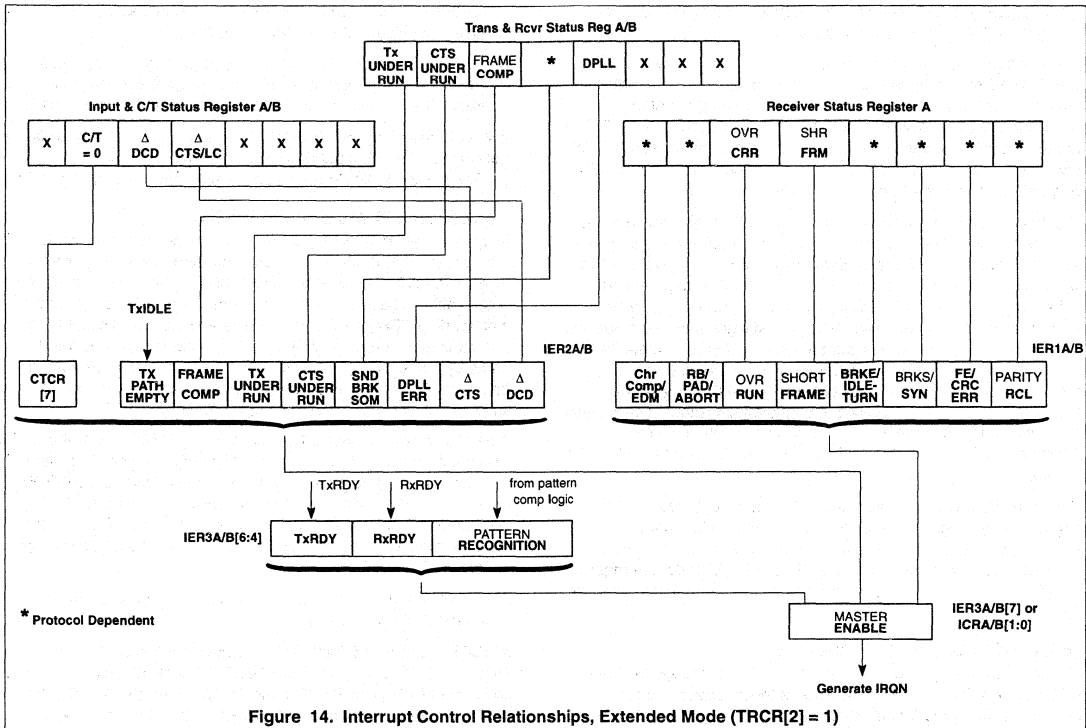 Trans & Rcvr Status Reg A/B
Tx UNDER RUN
CTS UNDER RUN
FRAME COMP
*
DPLL
X
X
X
Input & C/T Status Register A/B
X
C/T = 0
Δ DCD
Δ CTS/LC
X
X
X
X
Receiver Status Register A
*
*
OVR CRR
SHR FRM
*
*
*
*
TxIDLE
IER2A/B
IER1A/B
CTCR [7]
TX PATH EMPTY
FRAME COMP
TX UNDER RUN
CTS UNDER RUN
SND BRK SOM
DPLL ERR
Δ CTS
Δ DCD
Chr Comp/ EDM
RB/ PAD/ ABORT
OVR RUN
SHORT FRAME
BRKE/ IDLE- TURN
BRKS/ SYN
FE/ CRC ERR
PARITY RCL
TxRDY
RxRDY
from pattern
comp logic
IER3A/B[6:4]
TxRDY
RxRDY
PATTERN RECOGNITION
* Protocol Dependent
MASTER ENABLE
IER3A/B[7] or
ICRA/B[1:0]
Generate IRQN
Figure 14. Interrupt Control Relationships, Extended Mode (TRCR[2] = 1)